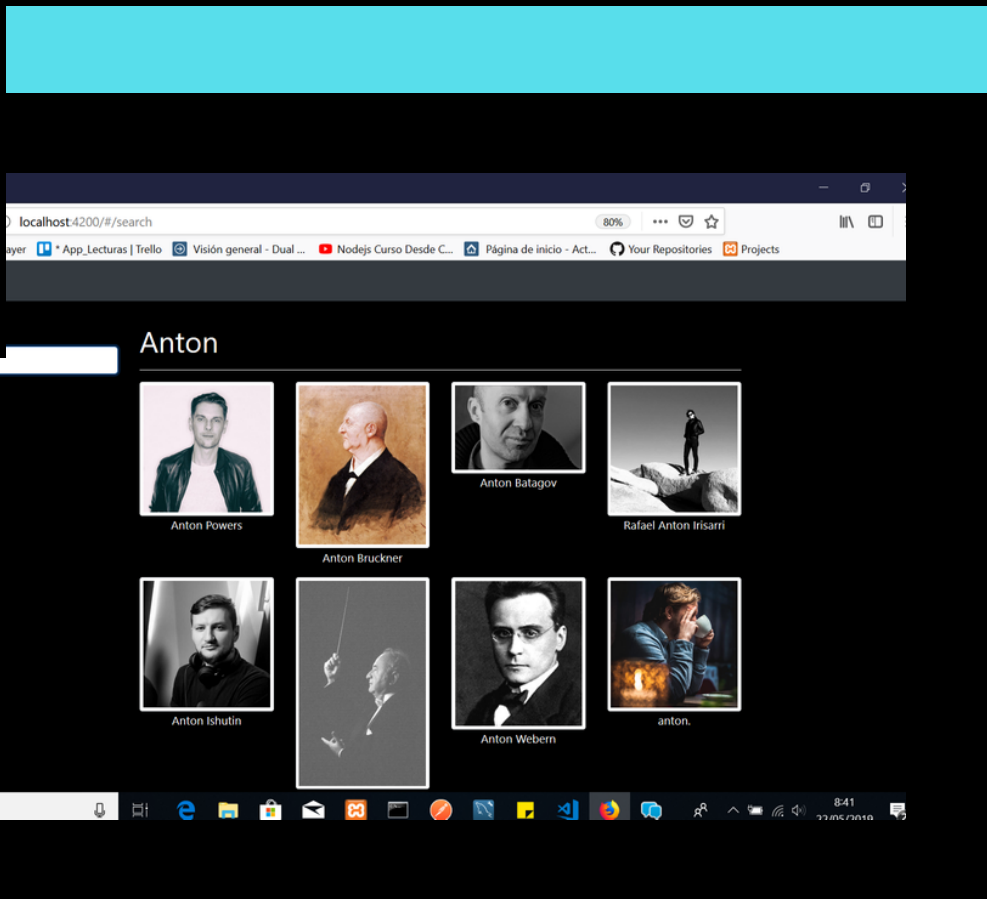 localhost:4200/#/search
80%
ayer * App_Lecturas | Trello Visión general - Dual ... Nodejs Curso Desde C... Página de inicio - Act... Your Repositories Projects
Anton
Anton Powers
Anton Bruckner
Anton Batagov
Rafael Anton Irisarri
Anton Ishutin
Anton Webern
anton.
8:41
22/05/2019